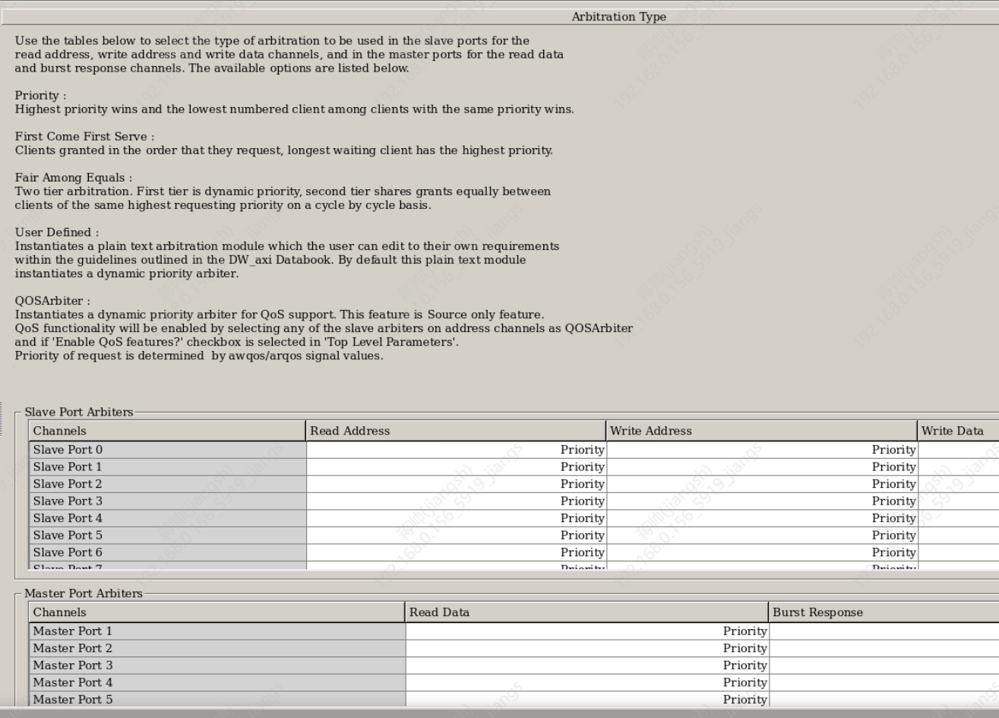 Arbitration Type
Use the tables below to select the type of arbitration to be used in the slave ports for the
read address, write address and write data channels, and in the master ports for the read data
and burst response channels. The available options are listed below.
Priority :
Highest priority wins and the lowest numbered client among clients with the same priority wins.
First Come First Serve :
Clients granted in the order that they request, longest waiting client has the highest priority.
Fair Among Equals :
Two tier arbitration. First tier is dynamic priority, second tier shares grants equally between
clients of the same highest requesting priority on a cycle by cycle basis.
User Defined :
Instantiates a plain text arbitration module which the user can edit to their own requirements
within the guidelines outlined in the DW_axi Databook. By default this plain text module
instantiates a dynamic priority arbiter.
QOSArbiter :
Instantiates a dynamic priority arbiter for QoS support. This feature is Source only feature.
QoS functionality will be enabled by selecting any of the slave arbiters on address channels as QOSArbiter
and if 'Enable QoS features?' checkbox is selected in 'Top Level Parameters'.
Priority of request is determined  by awqos/arqos signal values.
Slave Port Arbiters
Channels Read Address Write Address Write Data
Slave Port 0 Priority Priority
Slave Port 1 Priority Priority
Slave Port 2 Priority Priority
Slave Port 3 Priority Priority
Slave Port 4 Priority Priority
Slave Port 5 Priority Priority
Slave Port 6 Priority Priority
Slave Port 7 Priority Priority
Master Port Arbiters
Channels Read Data Burst Response
Master Port 1 Priority
Master Port 2 Priority
Master Port 3 Priority
Master Port 4 Priority
Master Port 5 Priority